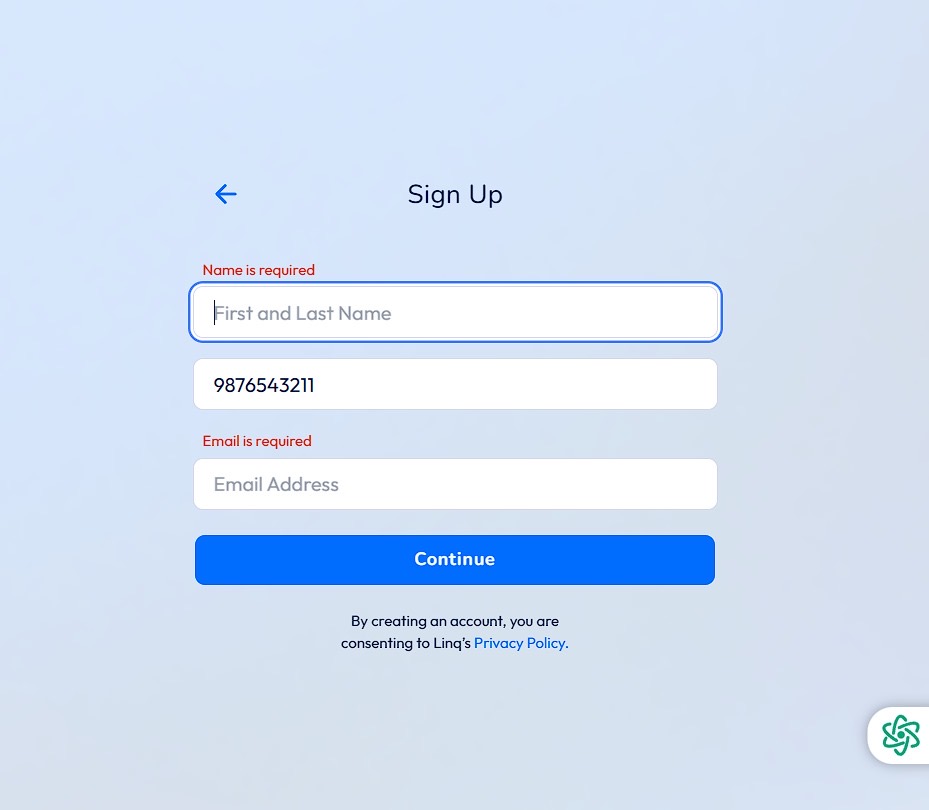 Sign Up
Name is required
First and Last Name
9876543211
Email is required
Email Address
Continue
By creating an account, you are
consenting to Linq's Privacy Policy.